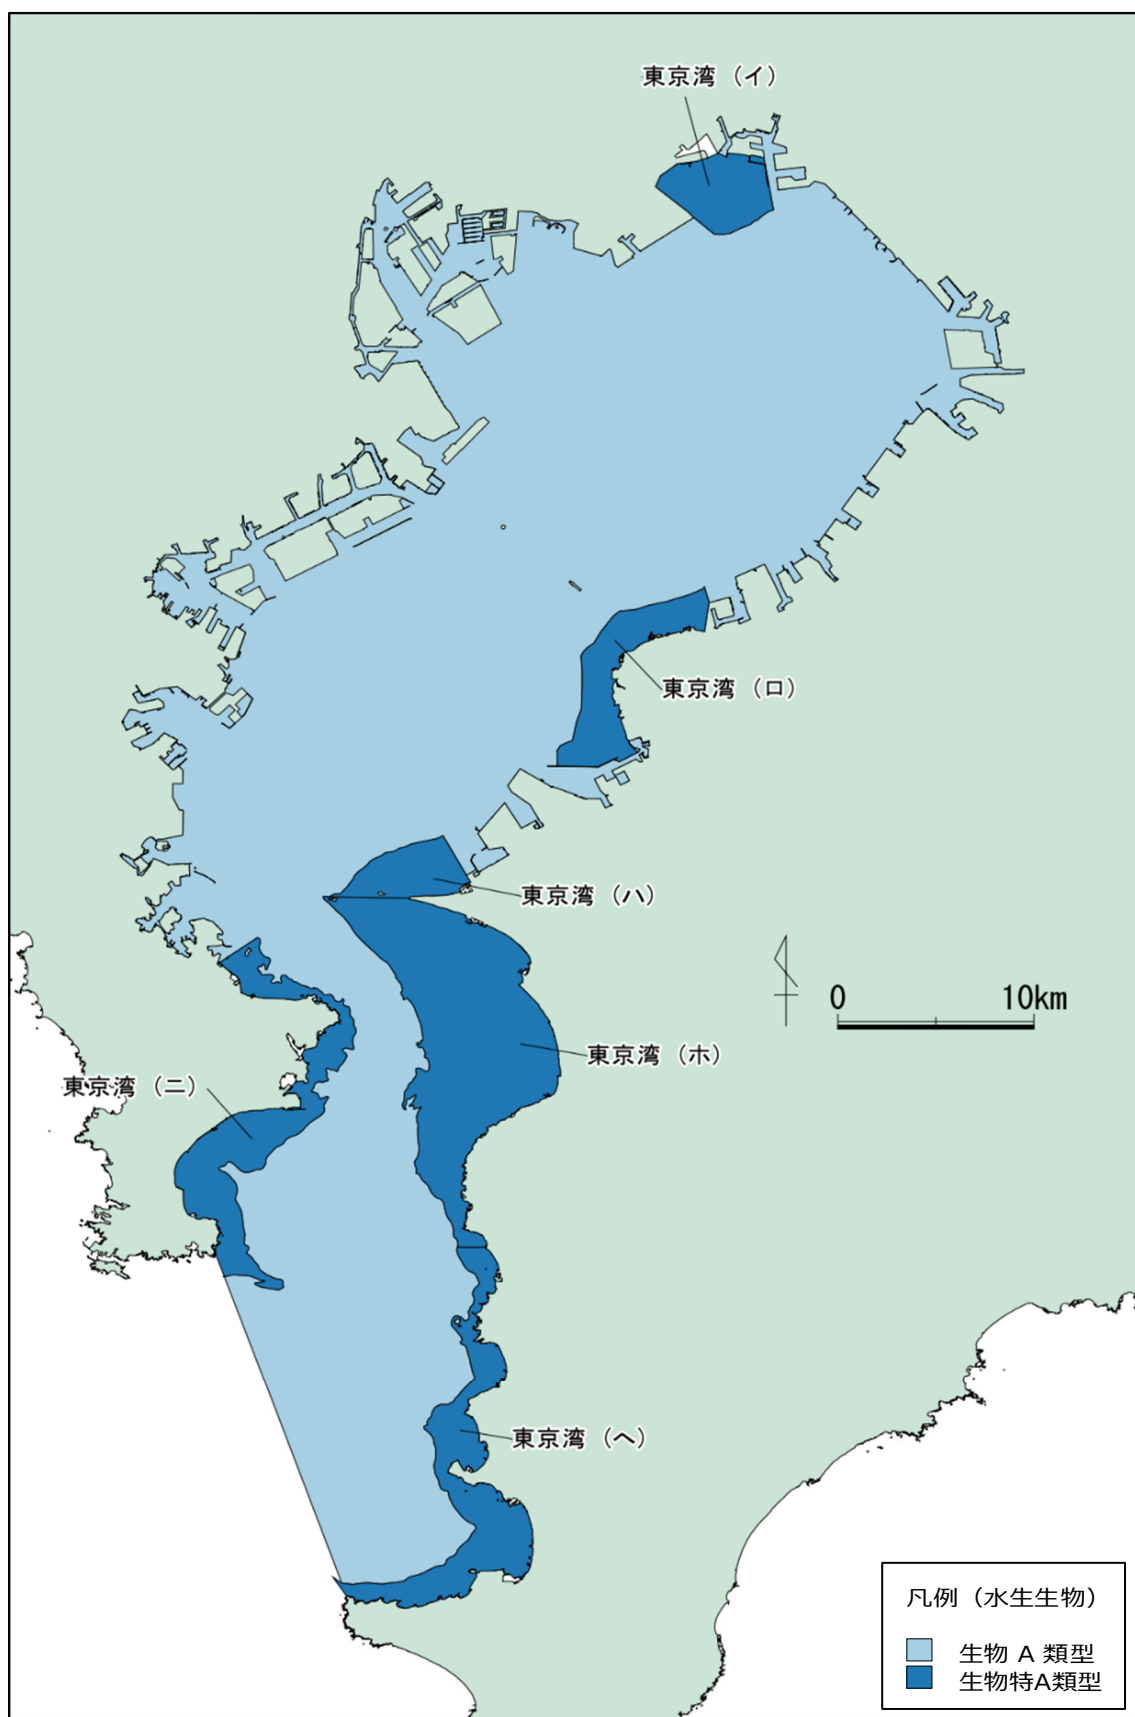 東京湾（イ）
東京湾（ロ）
東京湾（ハ）
0 10km
東京湾（ホ）
東京湾（ニ）
東京湾（ヘ）
凡例（水生生物）
生物 A 類型
生物特A類型